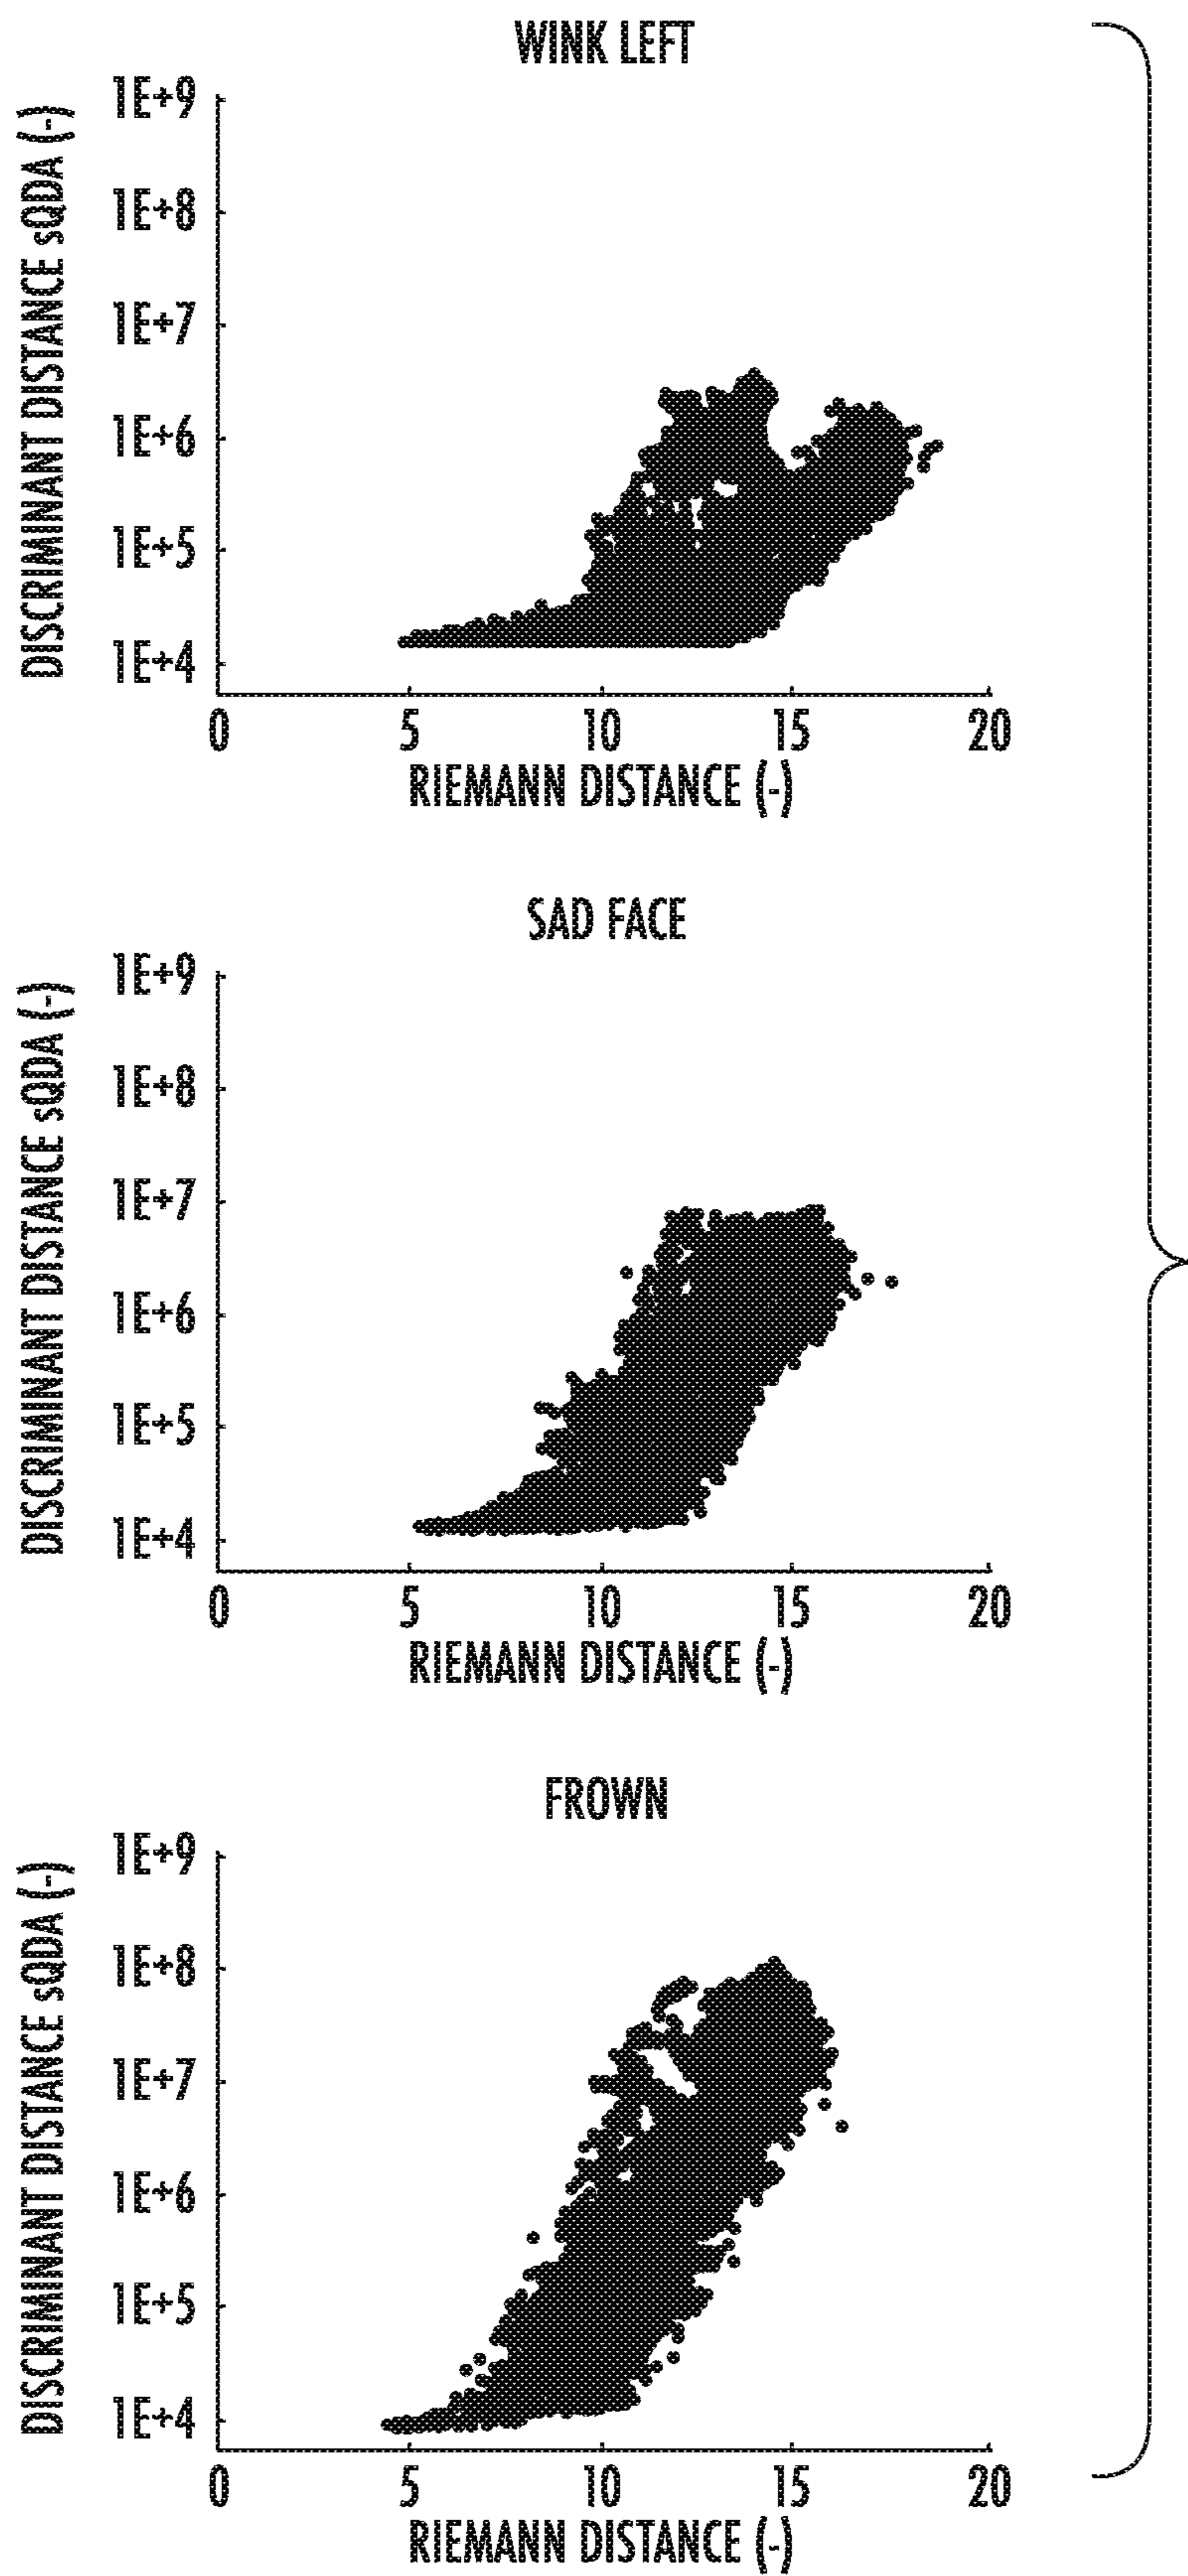 WINK LEFT
DISCRIMINANT DISTANCE sQDA (-)
1E+9
1E+8
1E+7
1E+6
1E+5
1E+4
0 5 10 15 20
RIEMANN DISTANCE (-)
SAD FACE
DISCRIMINANT DISTANCE sQDA (-)
1E+9
1E+8
1E+7
1E+6
1E+5
1E+4
0 5 10 15 20
RIEMANN DISTANCE (-)
FROWN
DISCRIMINANT DISTANCE sQDA (-)
1E+9
1E+8
1E+7
1E+6
1E+5
1E+4
0 5 10 15 20
RIEMANN DISTANCE (-)